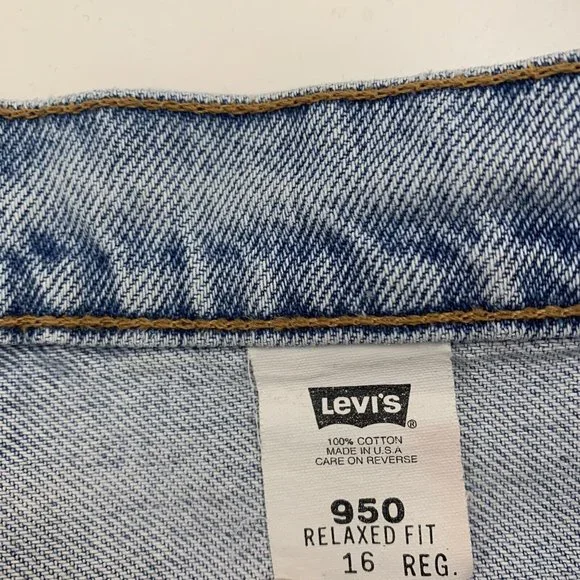 LEVI'S ®
100% COTTON
MADE IN U.S.A
CARE ON REVERSE
950
RELAXED FIT
16 REG.